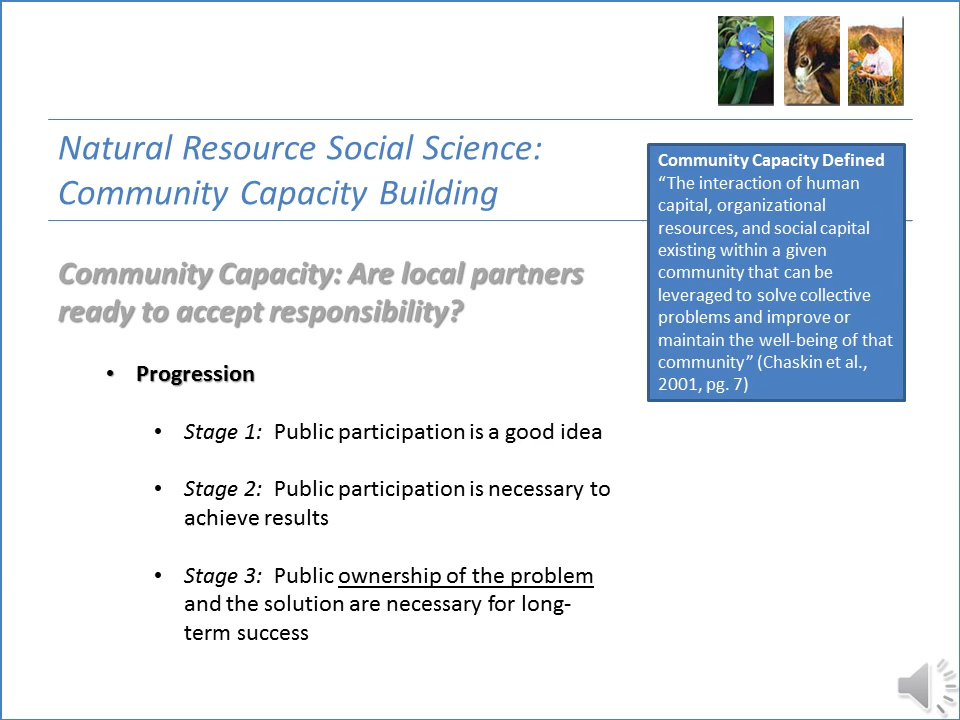 Natural Resource Social Science:
Community Capacity Building
Community Capacity Defined
“The interaction of human
capital, organizational
resources, and social capital
existing within a given
community that can be
leveraged to solve collective
problems and improve or
maintain the well-being of that
community” (Chaskin et al.,
2001, pg. 7)
Community Capacity: Are local partners
ready to accept responsibility?
• Progression
• Stage 1: Public participation is a good idea
• Stage 2: Public participation is necessary to
achieve results
• Stage 3: Public ownership of the problem
and the solution are necessary for long-
term success